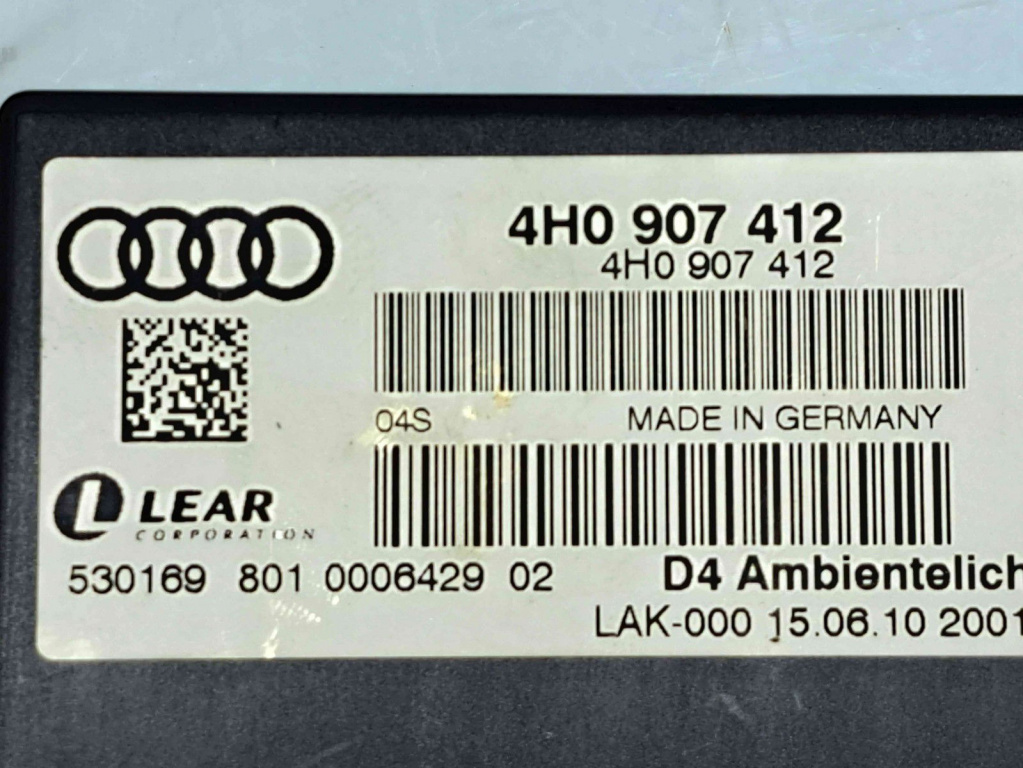 4H0 907 412
4H0 907 412
04S MADE IN GERMANY
LEAR
CORPORATION
530169 801 0006429 02
D4 Ambientelich
LAK-000 15.06.10 2001